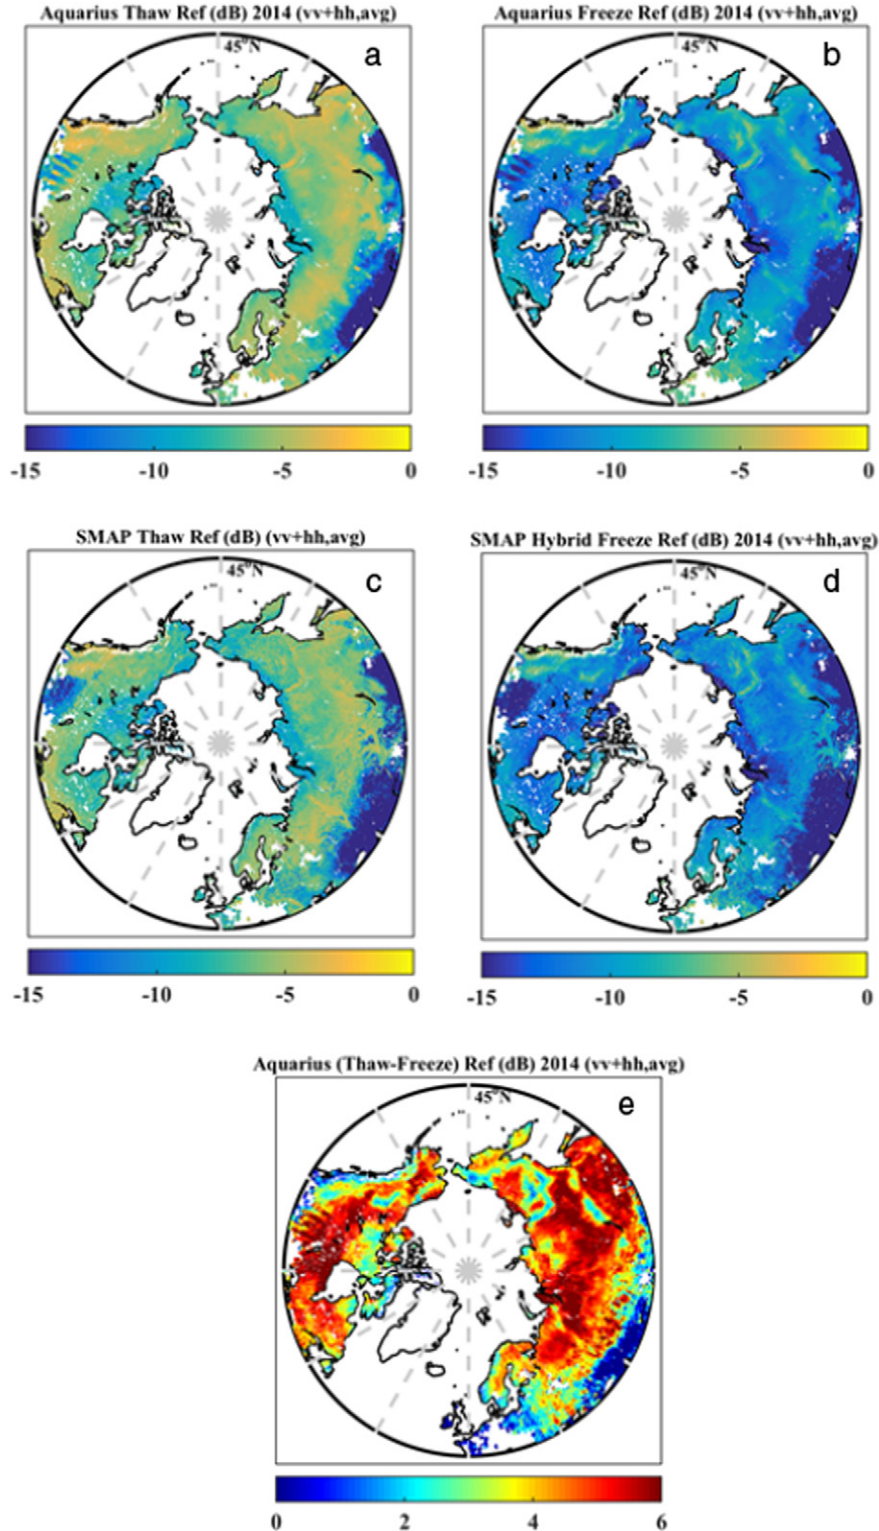 Aquarius Thaw Ref (dB) 2014 (vv+hh,avg)
45°N
a
-15 -10 -5 0
Aquarius Freeze Ref (dB) 2014 (vv+hh,avg)
45°N
b
-15 -10 -5 0
SMAP Thaw Ref (dB) (vv+hh,avg)
45°N
c
-15 -10 -5 0
SMAP Hybrid Freeze Ref (dB) 2014 (vv+hh,avg)
45°N
d
-15 -10 -5 0
Aquarius (Thaw-Freeze) Ref (dB) 2014 (vv+hh,avg)
45°N
e
0 2 4 6